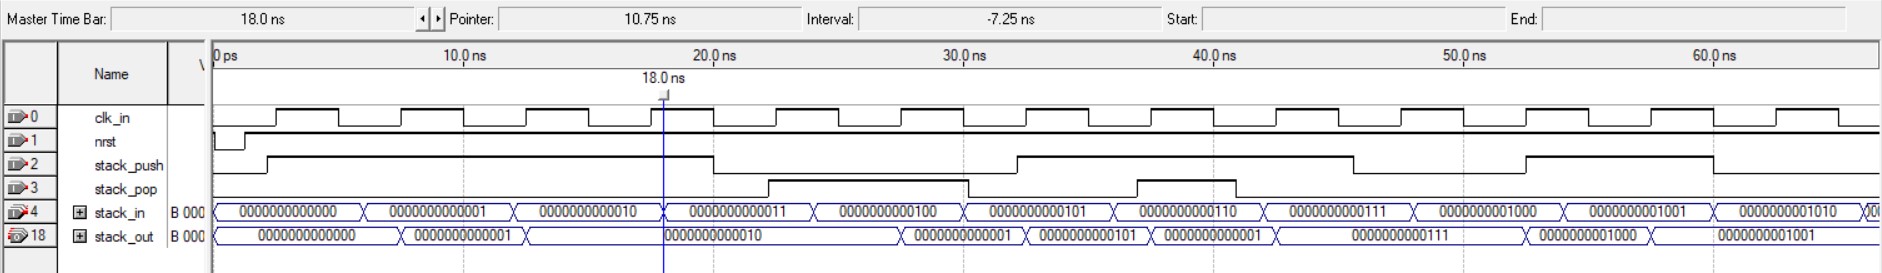 Master Time Bar: 18.0 ns Pointer: 10.75 ns Interval: -7.25 ns Start: End:
0 ps 10.0 ns 20.0 ns 30.0 ns 40.0 ns 50.0 ns 60.0 ns
Name
18.0 ns
0 clk_in
1 nrst
2 stack_push
3 stack_pop
4 stack_in B 000 0000000000000 0000000000001 0000000000010 0000000000011 0000000000100 0000000000101 0000000000110 0000000000111 0000000001000 0000000001001 0000000001010
18 stack_out B 000 0000000000000 0000000000001 0000000000010 0000000000001 0000000000101 0000000000001 0000000000111 0000000001000 0000000001001